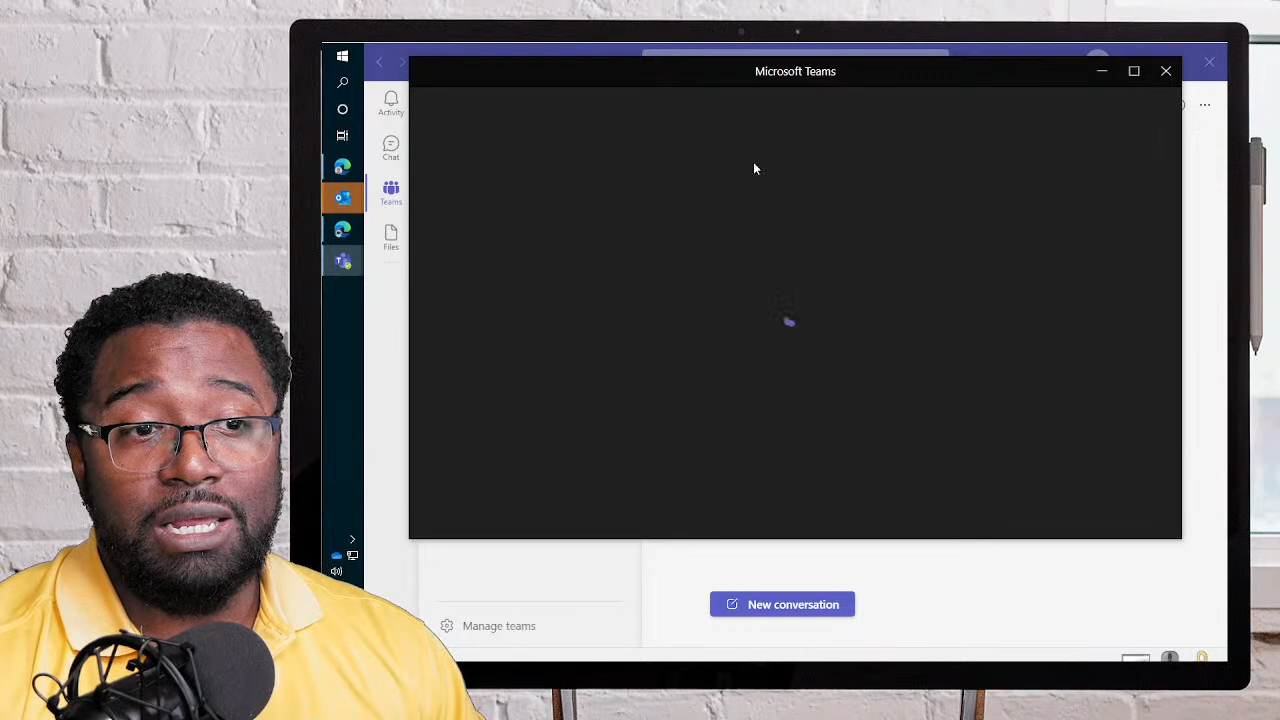 Microsoft Teams
Activity
Chat
Teams
Files
Manage teams
New conversation